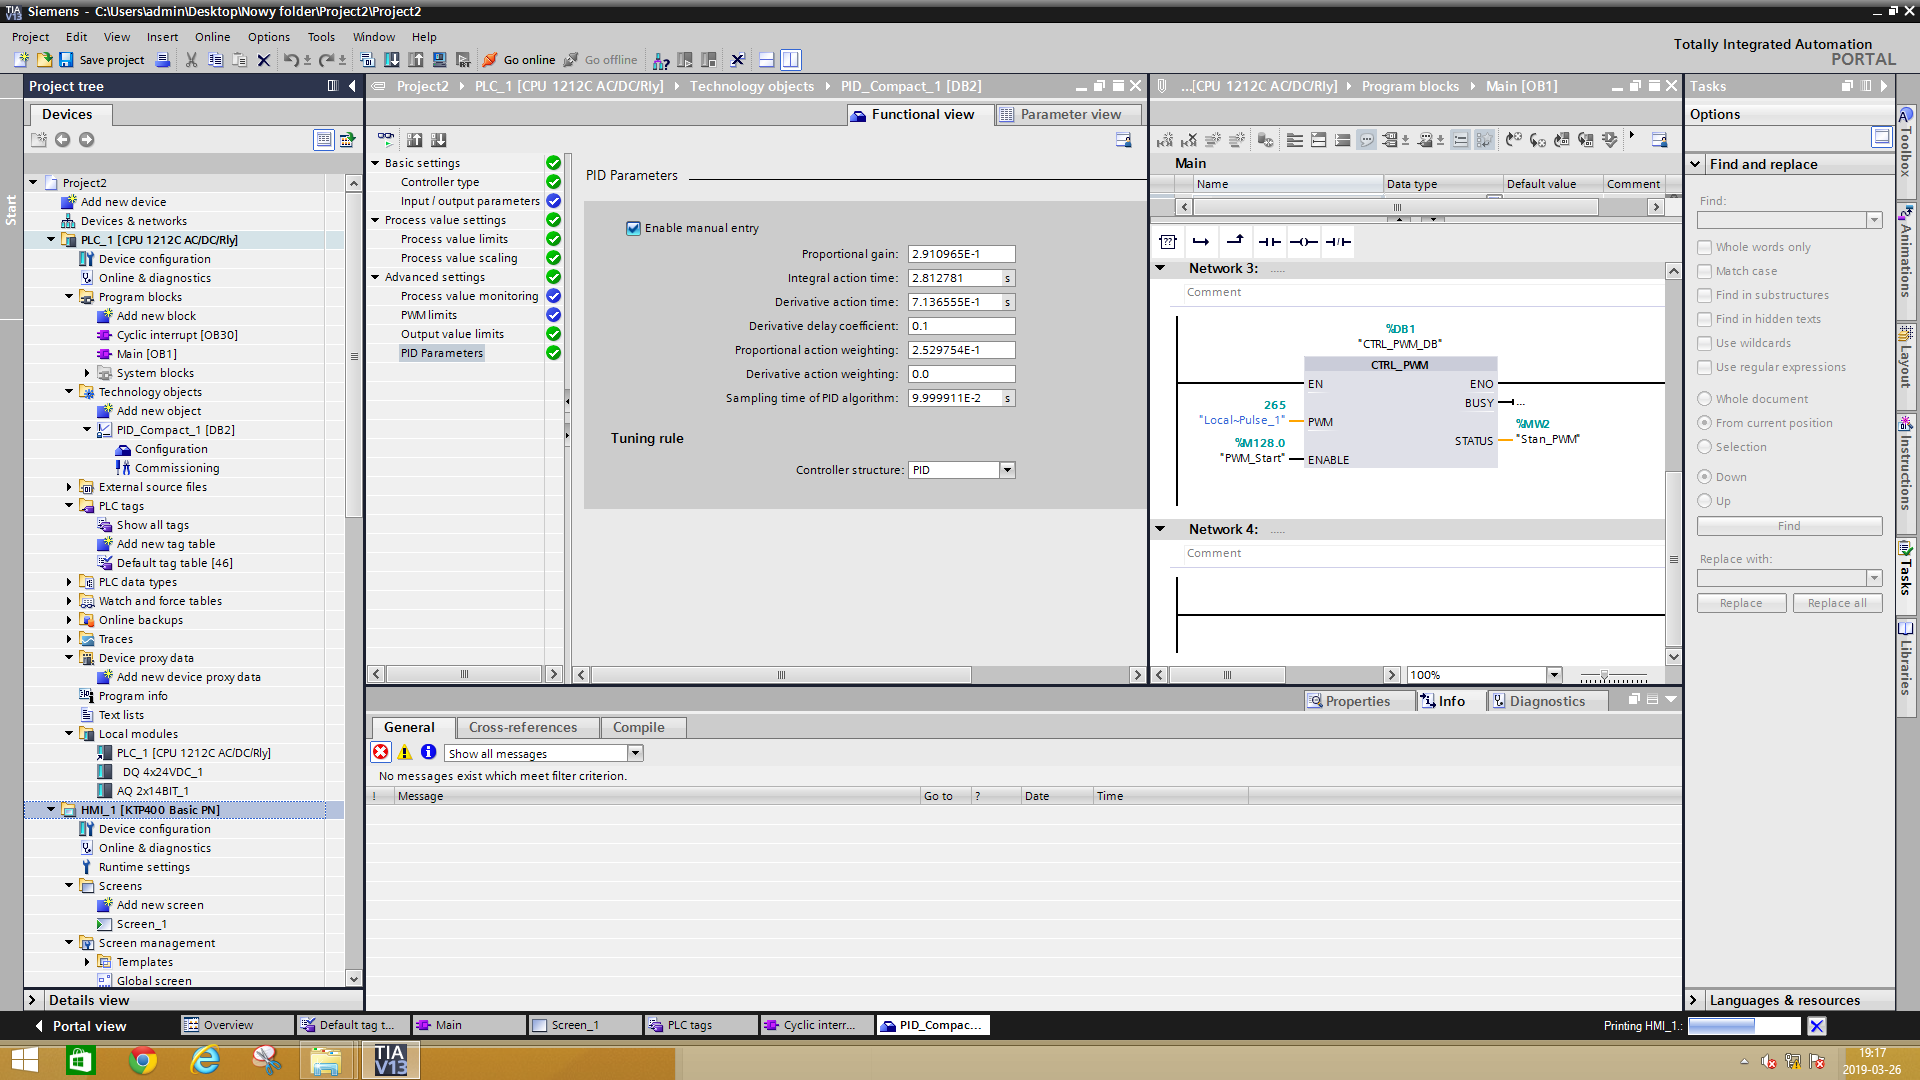 Siemens - C:\Users\admin\Desktop\Nowy folder\Project2\Project2
Project Edit View Insert Online Options Tools Window Help
Totally Integrated Automation
PORTAL
Save project
Go online
Go offline
Start
Project tree
Devices
Project2
Add new device
Devices & networks
PLC_1 [CPU 1212C AC/DC/Rly]
Device configuration
Online & diagnostics
Program blocks
Add new block
Cyclic interrupt [OB30]
Main [OB1]
System blocks
Technology objects
Add new object
PID_Compact_1 [DB2]
Configuration
Commissioning
External source files
PLC tags
Show all tags
Add new tag table
Default tag table [46]
PLC data types
Watch and force tables
Online backups
Traces
Device proxy data
Add new device proxy data
Program info
Text lists
Local modules
PLC_1 [CPU 1212C AC/DC/Rly]
DQ 4x24VDC_1
AQ 2x14BIT_1
HMI_1 [KTP400 Basic PN]
Device configuration
Online & diagnostics
Runtime settings
Screens
Add new screen
Screen_1
Screen management
Templates
Global screen
Details view
Project2 PLC_1 [CPU 1212C AC/DC/Rly] Technology objects PID_Compact_1 [DB2]
Functional view
Parameter view
Basic settings
Controller type
Input / output parameters
Process value settings
Process value limits
Process value scaling
Advanced settings
Process value monitoring
PWM limits
Output value limits
PID Parameters
PID Parameters
Enable manual entry
Proportional gain: 2.910965E-1
Integral action time: 2.812781 s
Derivative action time: 7.136555E-1 s
Derivative delay coefficient: 0.1
Proportional action weighting: 2.529754E-1
Derivative action weighting: 0.0
Sampling time of PID algorithm: 9.999911E-2 s
Tuning rule
Controller structure: PID
...[CPU 1212C AC/DC/Rly] Program blocks Main [OB1]
Main
Name Data type Default value Comment
Network 3: .....
Comment
%DB1
"CTRL_PWM_DB"
CTRL_PWM
EN ENO
BUSY ...
265
"Local~Pulse_1" PWM
%MW2
STATUS "Stan_PWM"
%M128.0
"PWM_Start" ENABLE
Network 4: .....
Comment
100%
Properties
Info
Diagnostics
General
Cross-references
Compile
Show all messages
No messages exist which meet filter criterion.
! Message Go to ? Date Time
Tasks
Options
Find and replace
Find:
Whole words only
Match case
Find in substructures
Find in hidden texts
Use wildcards
Use regular expressions
Whole document
From current position
Selection
Down
Up
Find
Replace with:
Replace
Replace all
Languages & resources
Toolbox
Animations
Layout
Instructions
Tasks
Libraries
Portal view
Overview
Default tag t...
Main
Screen_1
PLC tags
Cyclic interr...
PID_Compac...
Printing HMI_1.:
TIA
V13
19:17
2019-03-26